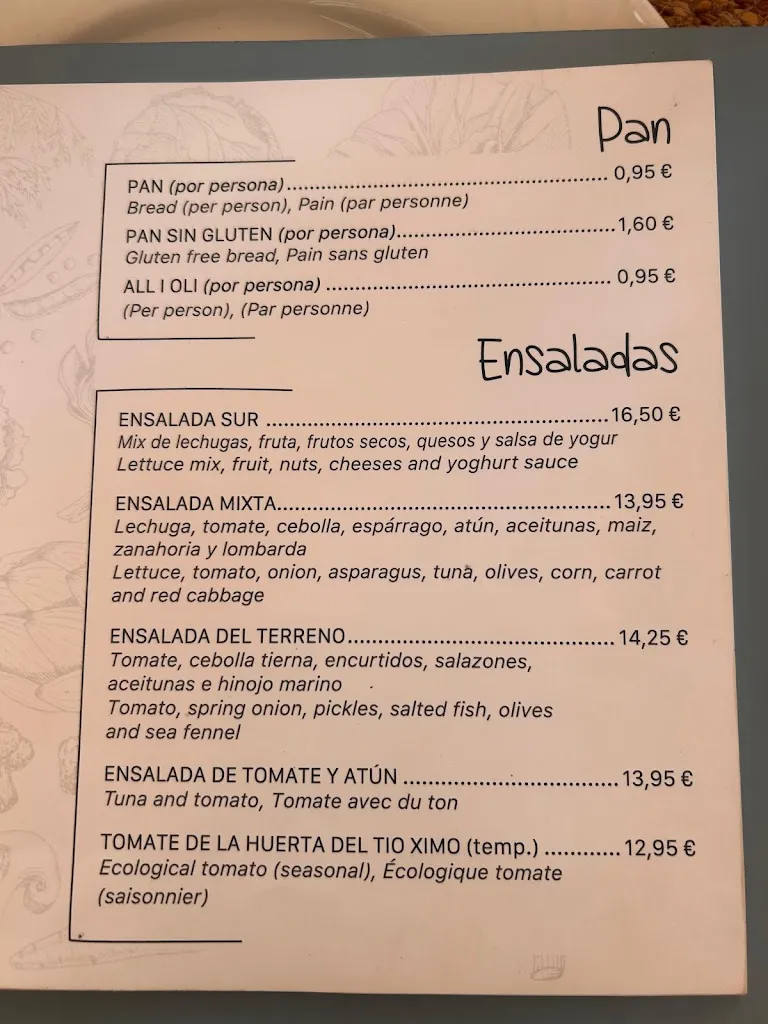 Pan
PAN (por persona)............................................................ 0,95 €
Bread (per person), Pain (par personne)
PAN SIN GLUTEN (por persona)........................................1,60 €
Gluten free bread, Pain sans gluten
ALL I OLI (por persona) ..................................................... 0,95 €
(Per person), (Par personne)
Ensaladas
ENSALADA SUR ................................................................16,50 €
Mix de lechugas, fruta, frutos secos, quesos y salsa de yogur
Lettuce mix, fruit, nuts, cheeses and yoghurt sauce
ENSALADA MIXTA.............................................................. 13,95 €
Lechuga, tomate, cebolla, espárrago, atún, aceitunas, maiz,
zanahoria y lombarda
Lettuce, tomato, onion, asparagus, tuna, olives, corn, carrot
and red cabbage
ENSALADA DEL TERRENO.................................................. 14,25 €
Tomate, cebolla tierna, encurtidos, salazones,
aceitunas e hinojo marino
Tomato, spring onion, pickles, salted fish, olives
and sea fennel
ENSALADA DE TOMATE Y ATÚN ........................................ 13,95 €
Tuna and tomato, Tomate avec du ton
TOMATE DE LA HUERTA DEL TIO XIMO (temp.) ............12,95 €
Ecological tomato (seasonal), Écologique tomate
(saisonnier)